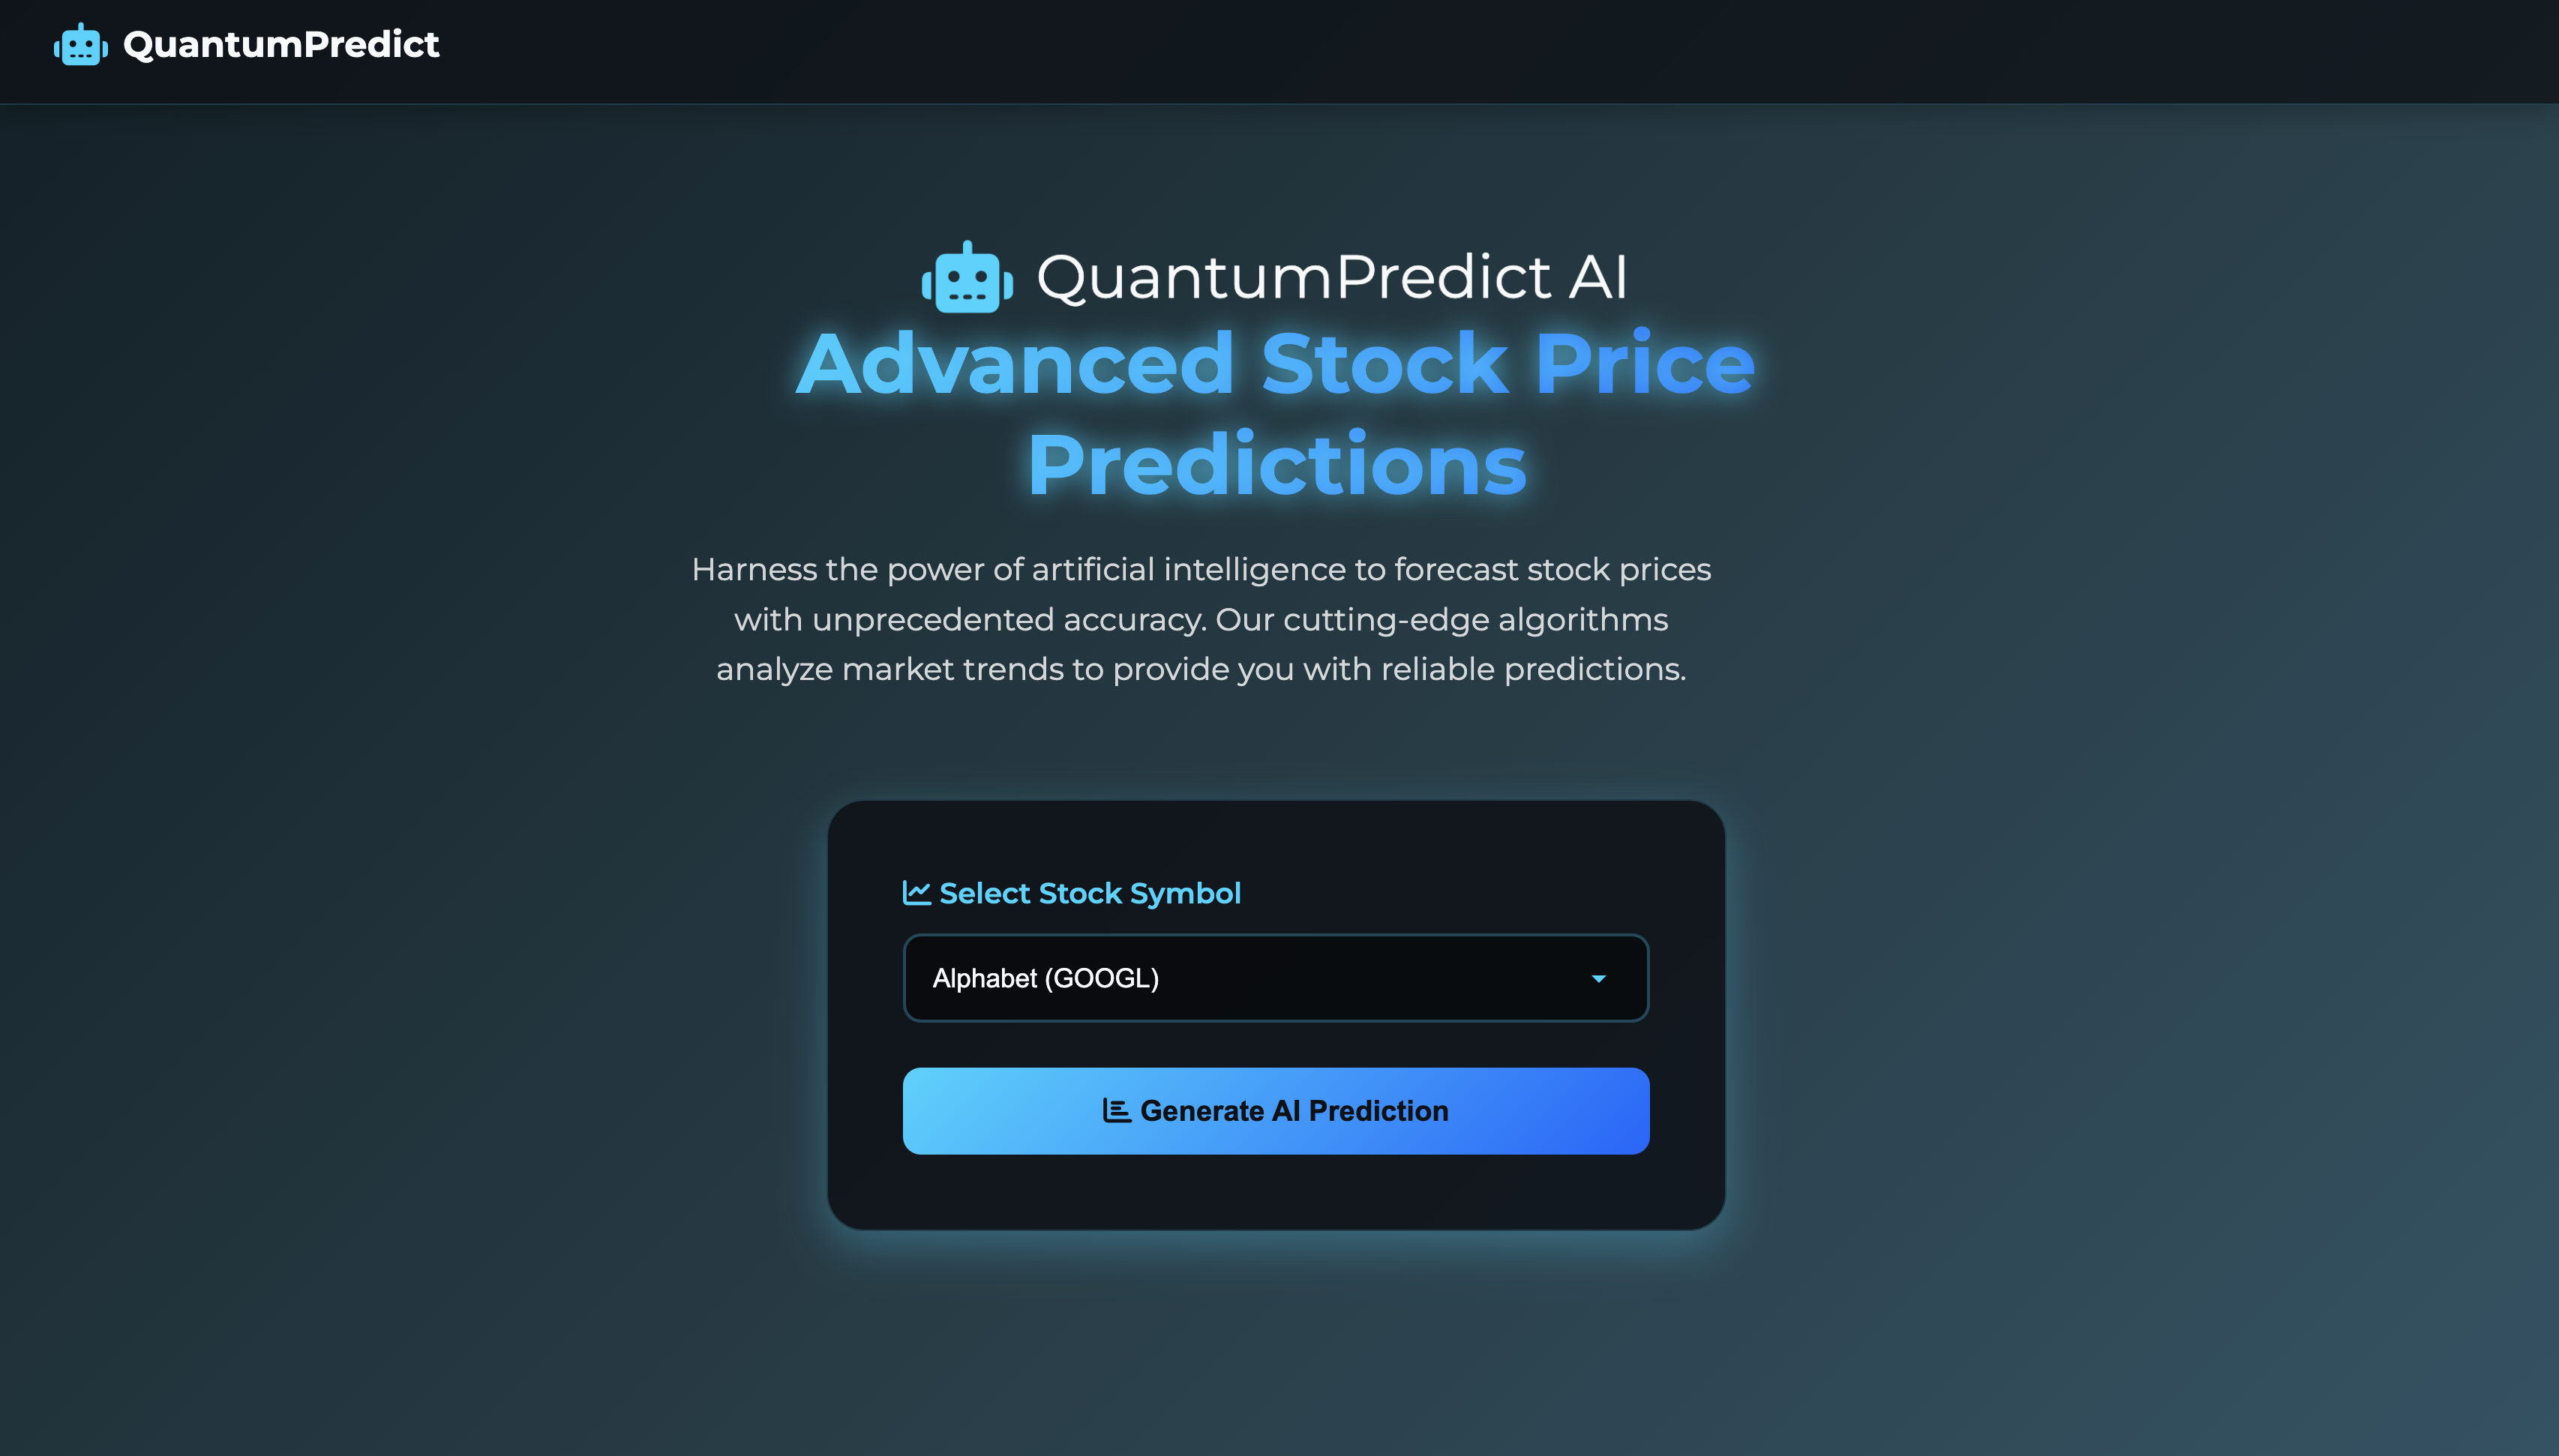 QuantumPredict
QuantumPredict AI
Advanced Stock Price
Predictions
Harness the power of artificial intelligence to forecast stock prices
with unprecedented accuracy. Our cutting-edge algorithms
analyze market trends to provide you with reliable predictions.
Select Stock Symbol
Alphabet (GOOGL)
Generate AI Prediction